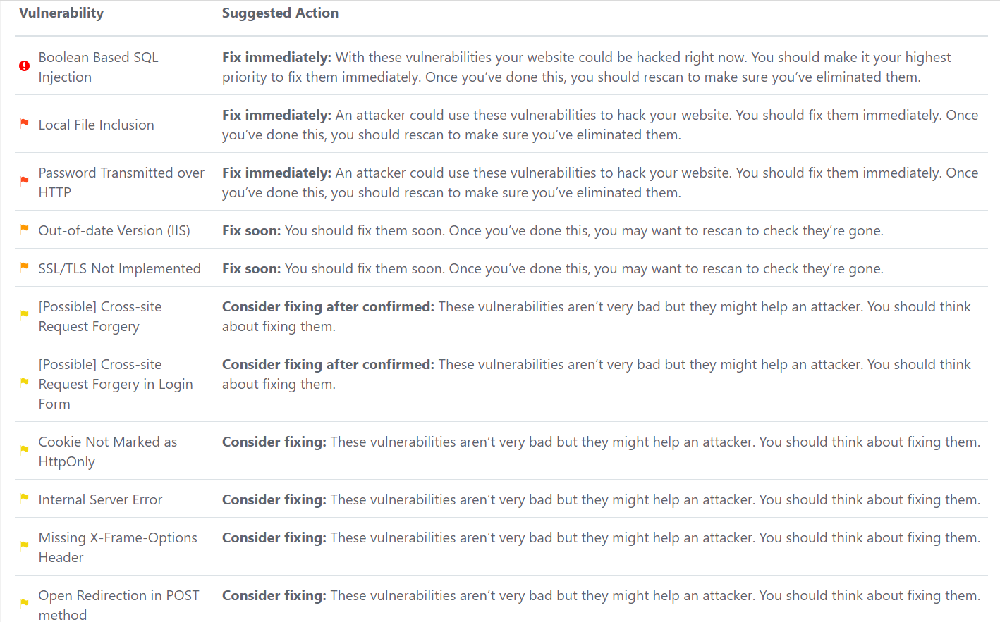 Vulnerability Suggested Action
Boolean Based SQL
Injection
Fix immediately: With these vulnerabilities your website could be hacked right now. You should make it your highest
priority to fix them immediately. Once you’ve done this, you should rescan to make sure you’ve eliminated them.
Local File Inclusion
Fix immediately: An attacker could use these vulnerabilities to hack your website. You should fix them immediately. Once
you’ve done this, you should rescan to make sure you’ve eliminated them.
Password Transmitted over
HTTP
Fix immediately: An attacker could use these vulnerabilities to hack your website. You should fix them immediately. Once
you’ve done this, you should rescan to make sure you’ve eliminated them.
Out-of-date Version (IIS)
Fix soon: You should fix them soon. Once you’ve done this, you may want to rescan to check they’re gone.
SSL/TLS Not Implemented
Fix soon: You should fix them soon. Once you’ve done this, you may want to rescan to check they’re gone.
[Possible] Cross-site
Request Forgery
Consider fixing after confirmed: These vulnerabilities aren’t very bad but they might help an attacker. You should think
about fixing them.
[Possible] Cross-site
Request Forgery in Login
Form
Consider fixing after confirmed: These vulnerabilities aren’t very bad but they might help an attacker. You should think
about fixing them.
Cookie Not Marked as
HttpOnly
Consider fixing: These vulnerabilities aren’t very bad but they might help an attacker. You should think about fixing them.
Internal Server Error
Consider fixing: These vulnerabilities aren’t very bad but they might help an attacker. You should think about fixing them.
Missing X-Frame-Options
Header
Consider fixing: These vulnerabilities aren’t very bad but they might help an attacker. You should think about fixing them.
Open Redirection in POST
method
Consider fixing: These vulnerabilities aren’t very bad but they might help an attacker. You should think about fixing them.